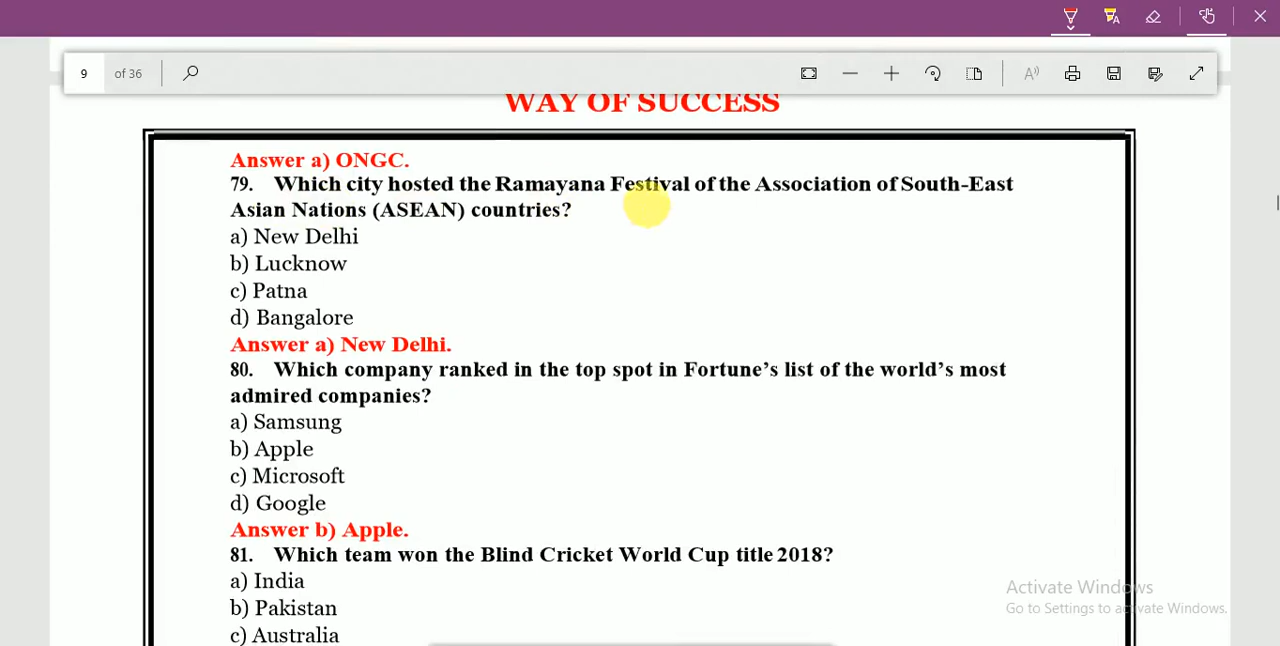 9 of 36
WAY OF SUCCESS
Answer a) ONGC.
79. Which city hosted the Ramayana Festival of the Association of South-East
Asian Nations (ASEAN) countries?
a) New Delhi
b) Lucknow
c) Patna
d) Bangalore
Answer a) New Delhi.
80. Which company ranked in the top spot in Fortune’s list of the world’s most
admired companies?
a) Samsung
b) Apple
c) Microsoft
d) Google
Answer b) Apple.
81. Which team won the Blind Cricket World Cup title 2018?
a) India
b) Pakistan
c) Australia
Activate Windows
Go to Settings to activate Windows.